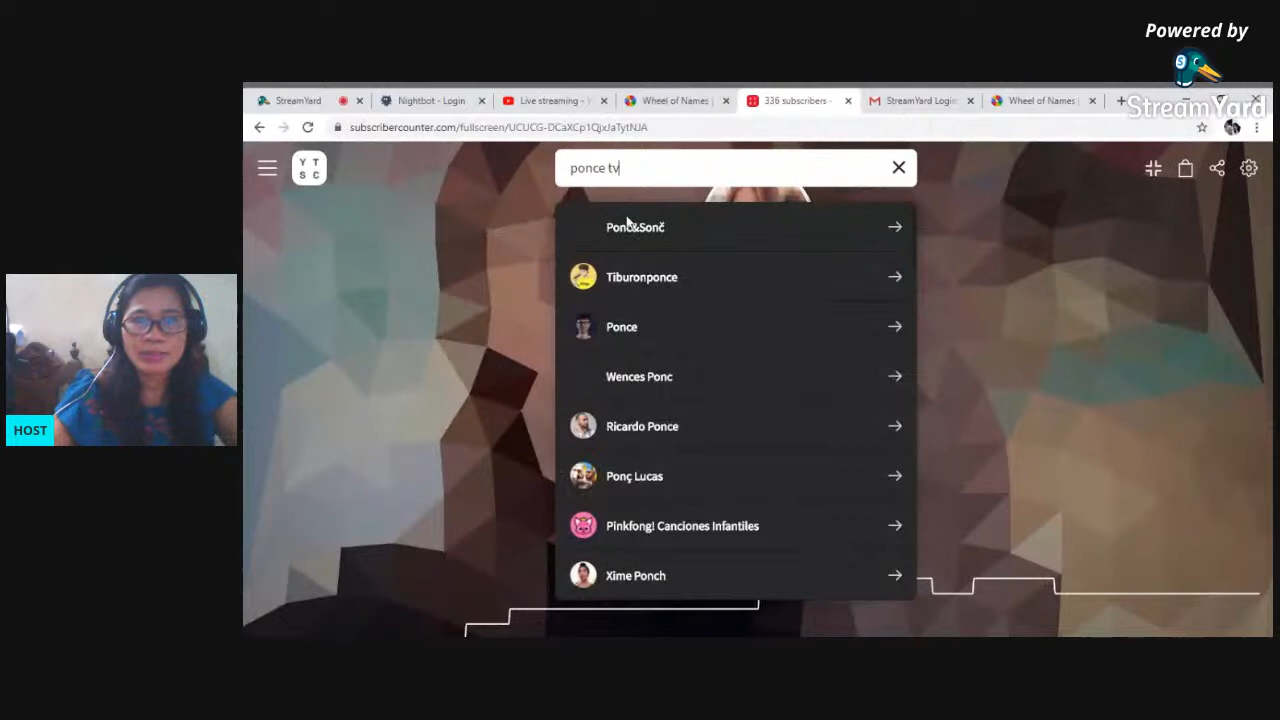 Powered by
StreamYard
StreamYard
Nightbot - Login
Live streaming - Y
Wheel of Names |
336 subscribers -
StreamYard Login
Wheel of Names |
subscribercounter.com/fullscreen/UCUCG-DCaXCp1QjxJaTytNJA
Y T
S C
ponce tv
Ponč&Sonč
Tiburonponce
Ponce
Wences Ponc
Ricardo Ponce
Ponç Lucas
Pinkfong! Canciones Infantiles
Xime Ponch
HOST